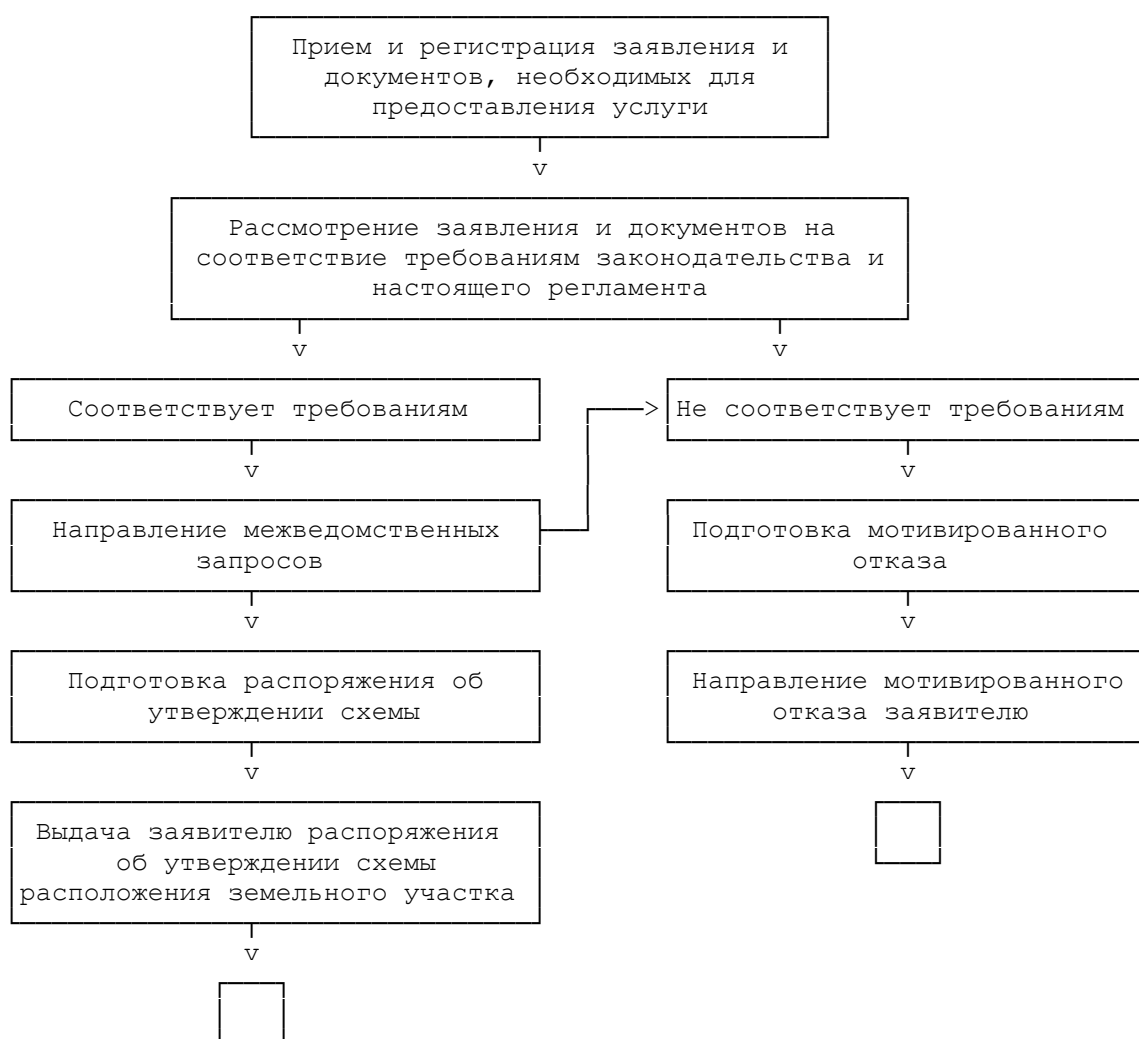 Прием и регистрация заявления и
документов, необходимых для
предоставления услуги
v
Рассмотрение заявления и документов на
соответствие требованиям законодательства и
настоящего регламента
v v
Соответствует требованиям
> Не соответствует требованиям
v v
Направление межведомственных
запросов
Подготовка мотивированного
отказа
v v
Подготовка распоряжения об
утверждении схемы
Направление мотивированного
отказа заявителю
v v
Выдача заявителю распоряжения
об утверждении схемы
расположения земельного участка
v